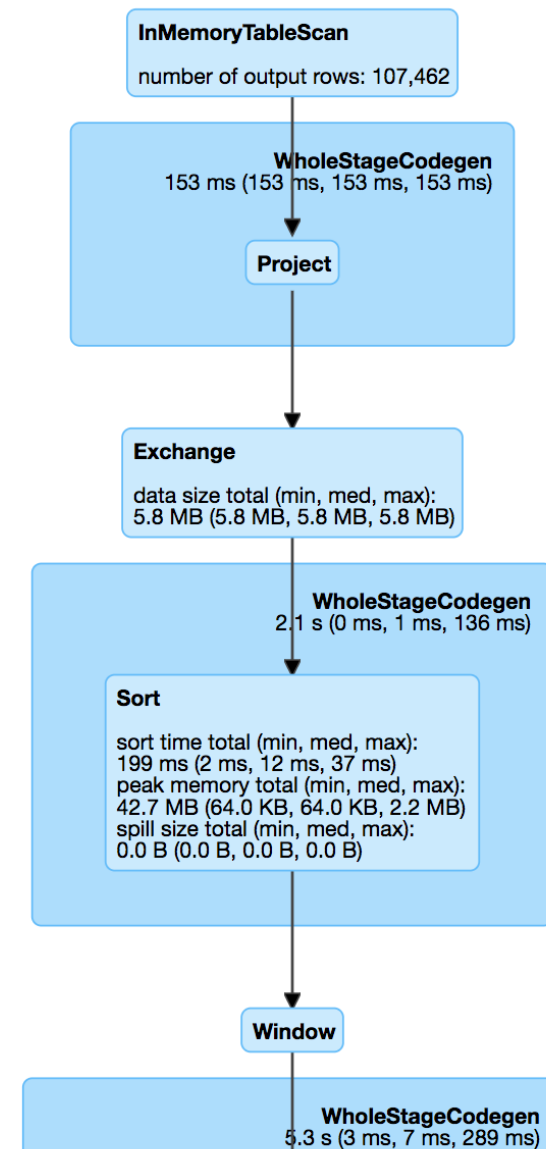 InMemoryTableScan
number of output rows: 107,462
WholeStageCodegen
153 ms (153 ms, 153 ms, 153 ms)
Project
Exchange
data size total (min, med, max):
5.8 MB (5.8 MB, 5.8 MB, 5.8 MB)
WholeStageCodegen
2.1 s (0 ms, 1 ms, 136 ms)
Sort
sort time total (min, med, max):
199 ms (2 ms, 12 ms, 37 ms)
peak memory total (min, med, max):
42.7 MB (64.0 KB, 64.0 KB, 2.2 MB)
spill size total (min, med, max):
0.0 B (0.0 B, 0.0 B, 0.0 B)
Window
WholeStageCodegen
5.3 s (3 ms, 7 ms, 289 ms)